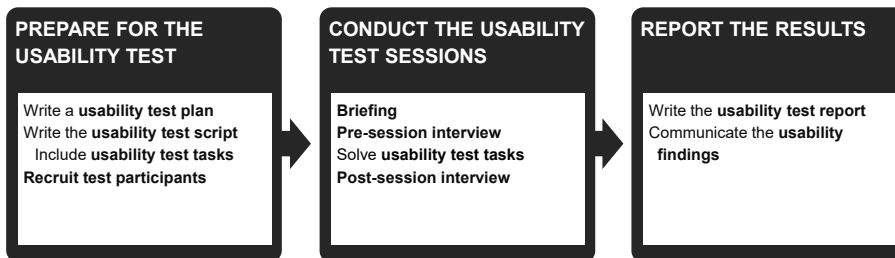 PREPARE FOR THE
USABILITY TEST
Write a usability test plan
Write the usability test script
Include usability test tasks
Recruit test participants
CONDUCT THE USABILITY
TEST SESSIONS
Briefing
Pre-session interview
Solve usability test tasks
Post-session interview
REPORT THE RESULTS
Write the usability test report
Communicate the usability
findings